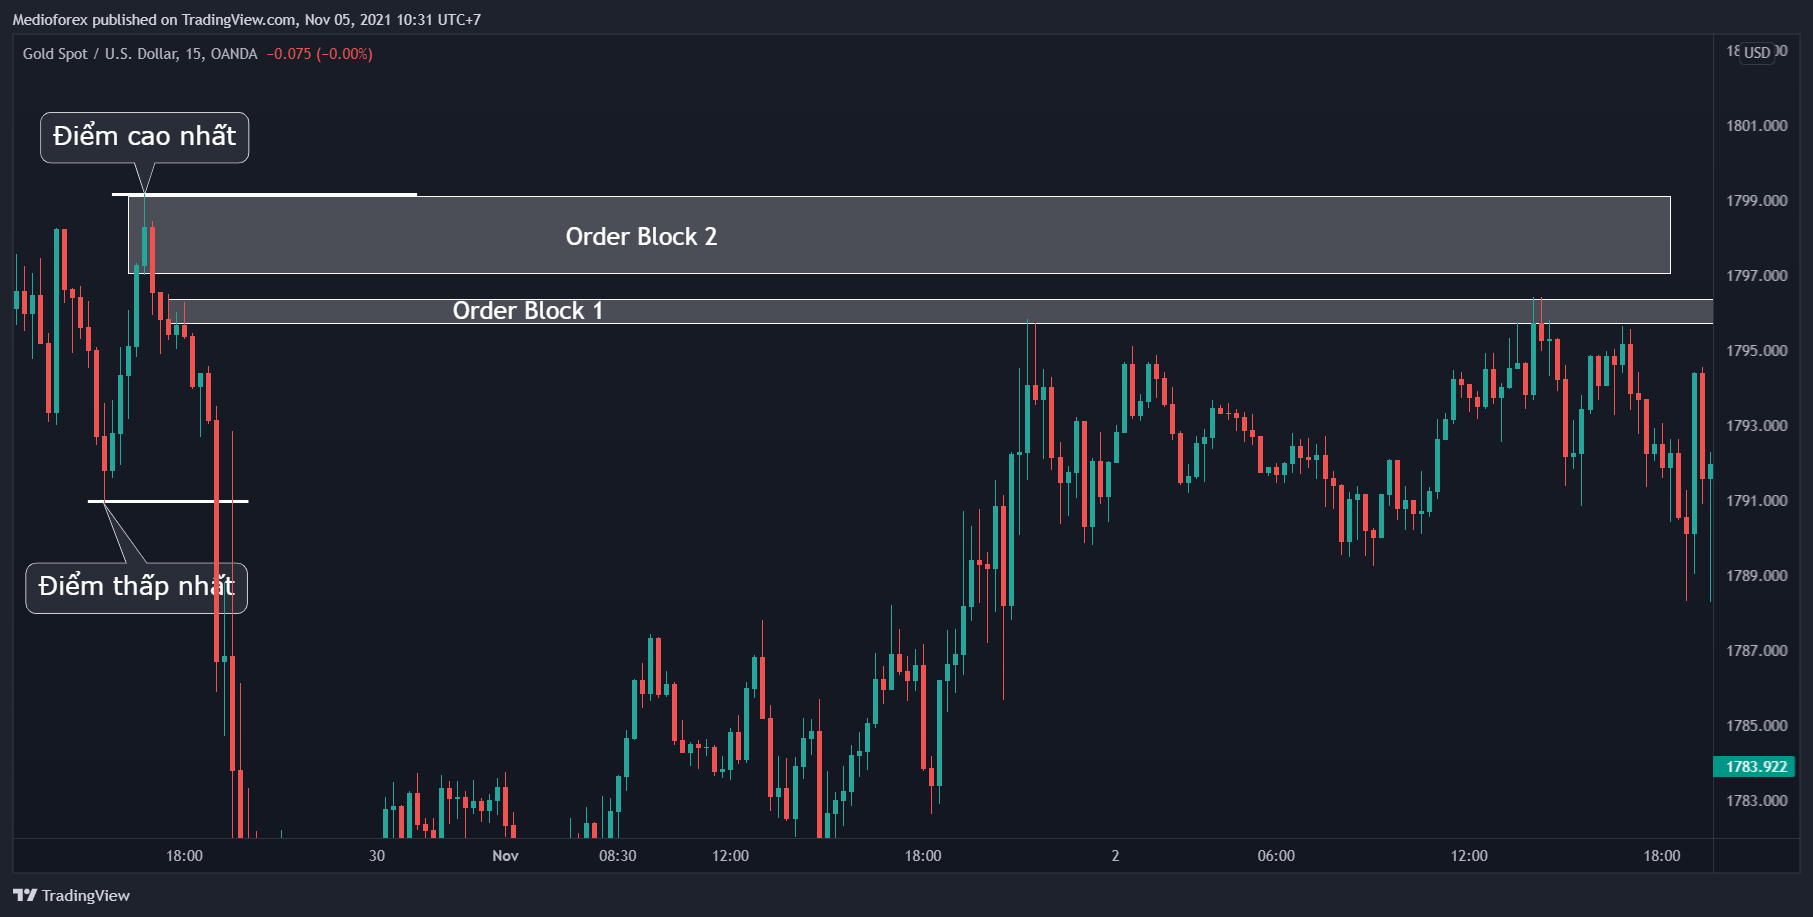 Medioforex published on TradingView.com, Nov 05, 2021 10:31 UTC+7
Gold Spot / U.S. Dollar, 15, OANDA −0.075 (−0.00%)
USD
Điểm cao nhất
1801.000
1799.000
Order Block 2
1797.000
Order Block 1
1795.000
1793.000
1791.000
Điểm thấp nhất
1789.000
1787.000
1785.000
1783.922
1783.000
18:00 30 Nov 08:30 12:00 18:00 2 06:00 12:00 18:00
TradingView